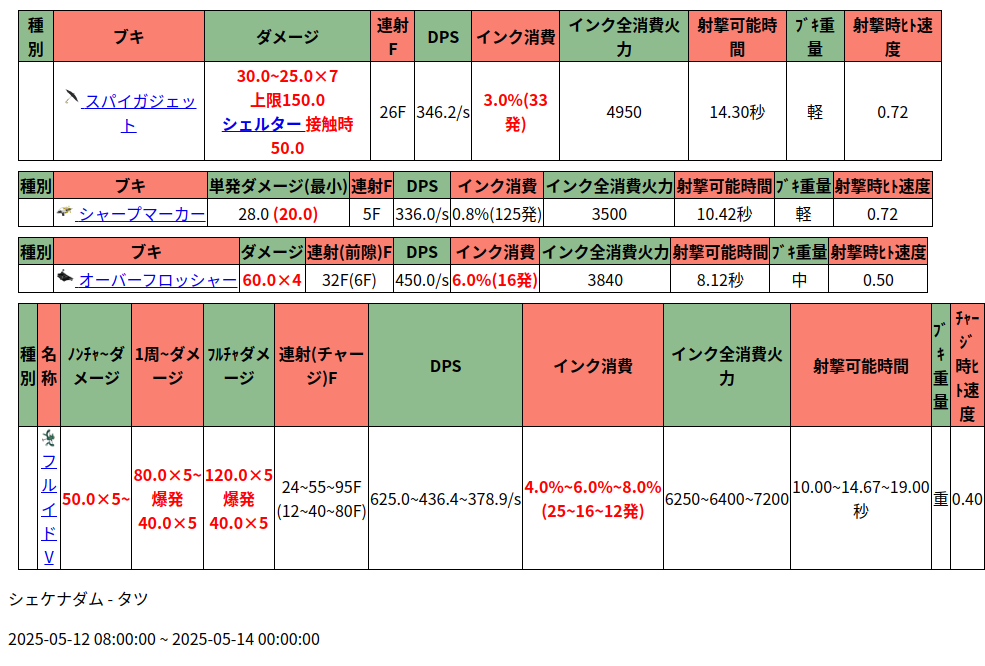 種別 ブキ ダメージ 連射F DPS インク消費 インク全消費火力 射撃可能時間 ﾌﾞｷ重量 射撃時ﾋﾄ速度
スパイガジェット 30.0~25.0×7 上限150.0 シェルター 接触時 50.0 26F 346.2/s 3.0%(33発) 4950 14.30秒 軽 0.72
種別 ブキ 単発ダメージ(最小) 連射F DPS インク消費 インク全消費火力 射撃可能時間 ﾌﾞｷ重量 射撃時ﾋﾄ速度
シャープマーカー 28.0 (20.0) 5F 336.0/s 0.8%(125発) 3500 10.42秒 軽 0.72
種別 ブキ ダメージ 連射(前隙)F DPS インク消費 インク全消費火力 射撃可能時間 ﾌﾞｷ重量 射撃時ﾋﾄ速度
オーバーフロッシャー 60.0×4 32F(6F) 450.0/s 6.0%(16発) 3840 8.12秒 中 0.50
種別 名称 ﾉﾝﾁｬ~ダメージ 1周~ダメージ ﾌﾙﾁｬダメージ 連射(チャージ)F DPS インク消費 インク全消費火力 射撃可能時間 ﾌﾞｷ重量 ﾁｬｰｼﾞ時ﾋﾄ速度
フルイドV 50.0×5~ 80.0×5~ 爆発 40.0×5 120.0×5 爆発 40.0×5 24~55~95F (12~40~80F) 625.0~436.4~378.9/s 4.0%~6.0%~8.0% (25~16~12発) 6250~6400~7200 10.00~14.67~19.00秒 重 0.40
シェケナダム - タツ
2025-05-12 08:00:00 ~ 2025-05-14 00:00:00